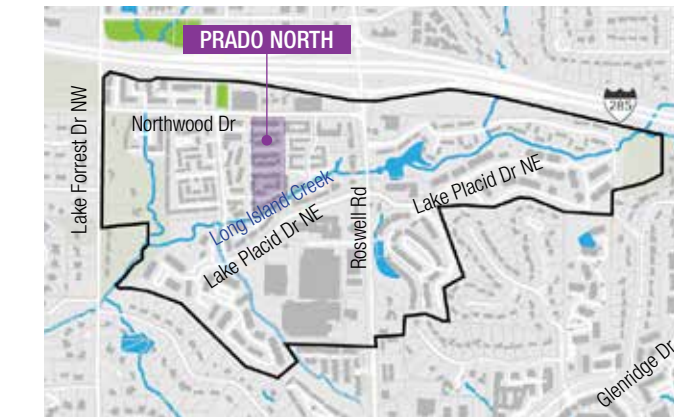 PRADO NORTH
Lake Forrest Dr NW
285
Northwood Dr
Long Island Creek
Lake Placid Dr NE
Lake Placid Dr NE
Roswell Rd
Glenridge Dr